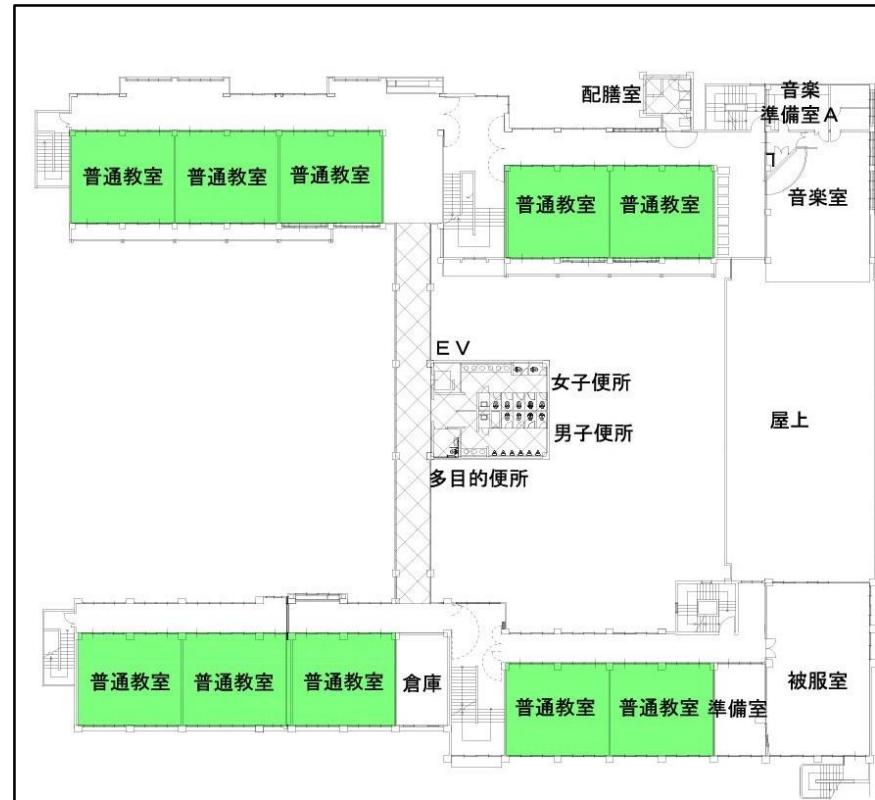 配膳室
音楽
準備室A
普通教室
普通教室
普通教室
普通教室
普通教室
音楽室
EV
女子便所
男子便所
多目的便所
屋上
普通教室
普通教室
普通教室
倉庫
普通教室
普通教室
準備室
被服室